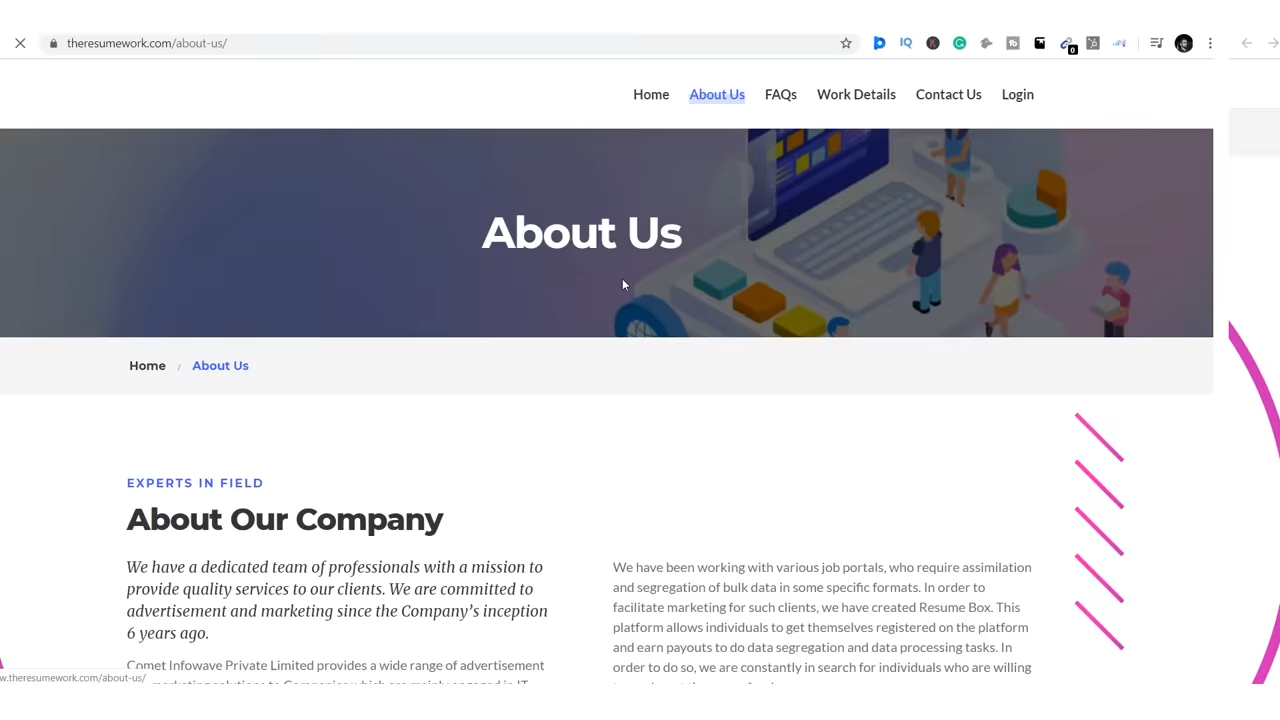 theresumework.com/about-us/
Home About Us FAQs Work Details Contact Us Login
About Us
Home / About Us
EXPERTS IN FIELD
About Our Company
We have a dedicated team of professionals with a mission to
provide quality services to our clients. We are committed to
advertisement and marketing since the Company's inception
6 years ago.
Comet Infowave Private Limited provides a wide range of advertisement
We have been working with various job portals, who require assimilation
and segregation of bulk data in some specific formats. In order to
facilitate marketing for such clients, we have created Resume Box. This
platform allows individuals to get themselves registered on the platform
and earn payouts to do data segregation and data processing tasks. In
order to do so, we are constantly in search for individuals who are willing
w.theresumework.com/about-us/
IQ
0